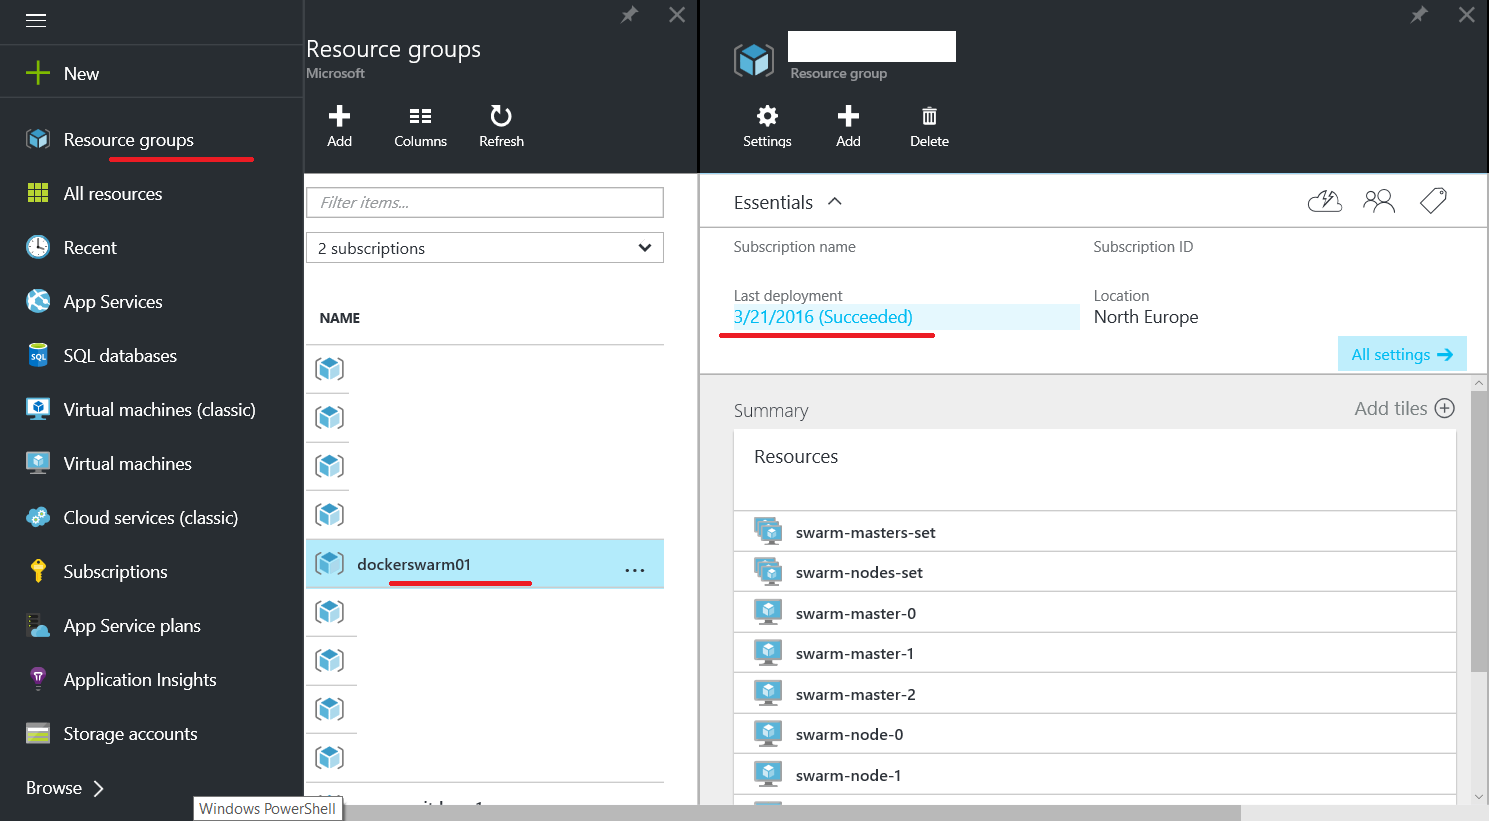 New
Resource groups
All resources
Recent
App Services
SQL databases
Virtual machines (classic)
Virtual machines
Cloud services (classic)
Subscriptions
App Service plans
Application Insights
Storage accounts
Browse
Windows PowerShell
Resource groups
Microsoft
Add
Columns
Refresh
Filter items...
2 subscriptions
NAME
dockerswarm01
...
Resource group
Settings
Add
Delete
Essentials
Subscription name
Subscription ID
Last deployment
3/21/2016 (Succeeded)
Location
North Europe
All settings
Summary
Add tiles
Resources
swarm-masters-set
swarm-nodes-set
swarm-master-0
swarm-master-1
swarm-master-2
swarm-node-0
swarm-node-1